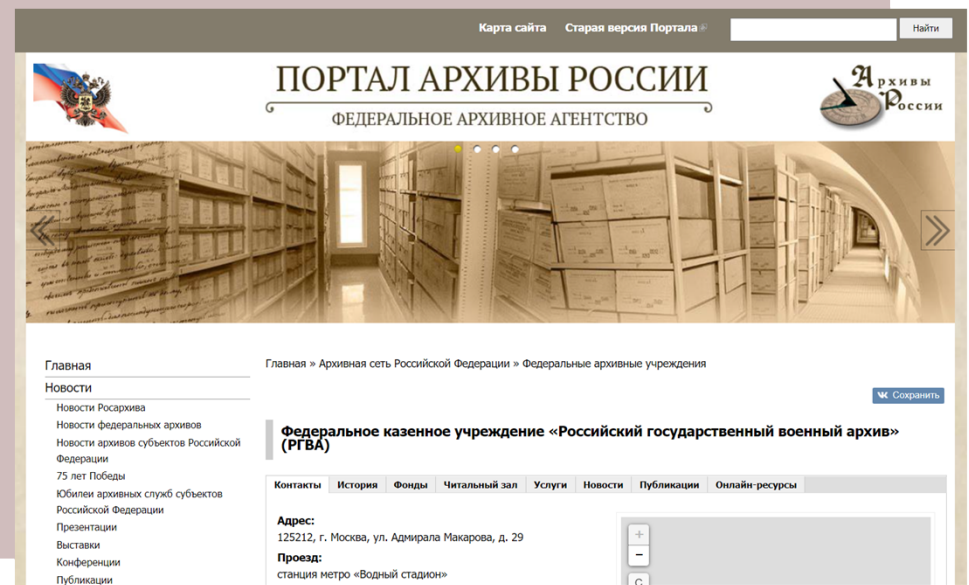 Карта сайта Старая версия Портала
Найти
ПОРТАЛ АРХИВЫ РОССИИ
ФЕДЕРАЛЬНОЕ АРХИВНОЕ АГЕНТСТВО
Архивы
России
Главная
Новости
Новости Росархива
Новости федеральных архивов
Новости архивов субъектов Российской
Федерации
75 лет Победы
Юбилеи архивных служб субъектов
Российской Федерации
Презентации
Выставки
Конференции
Публикации
Главная » Архивная сеть Российской Федерации » Федеральные архивные учреждения
Сохранить
Федеральное казенное учреждение «Российский государственный военный архив»
(РГВА)
Контакты История Фонды Читальный зал Услуги Новости Публикации Онлайн-ресурсы
Адрес:
125212, г. Москва, ул. Адмирала Макарова, д. 29
Проезд:
станция метро «Водный стадион»
+
−